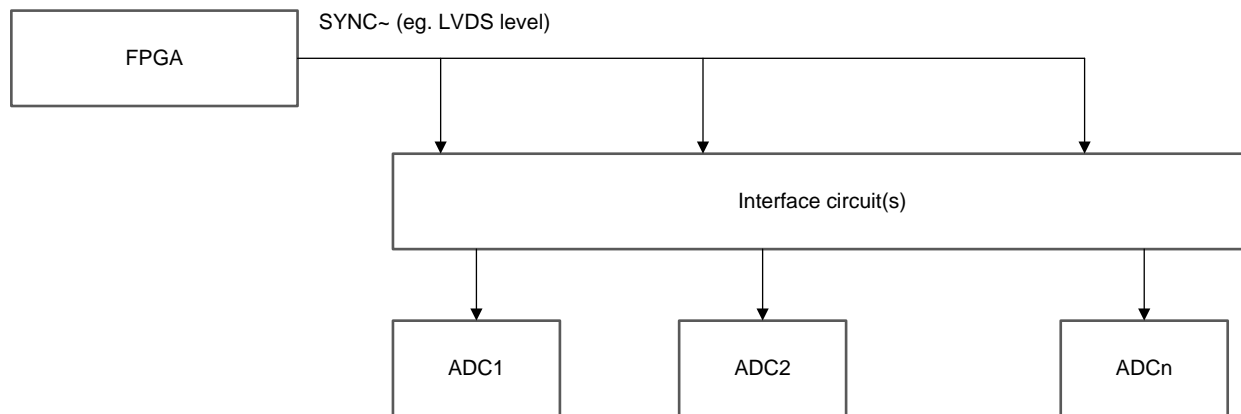 SYNC~ (eg. LVDS level)
FPGA
Interface circuit(s)
ADC1
ADC2
ADCn